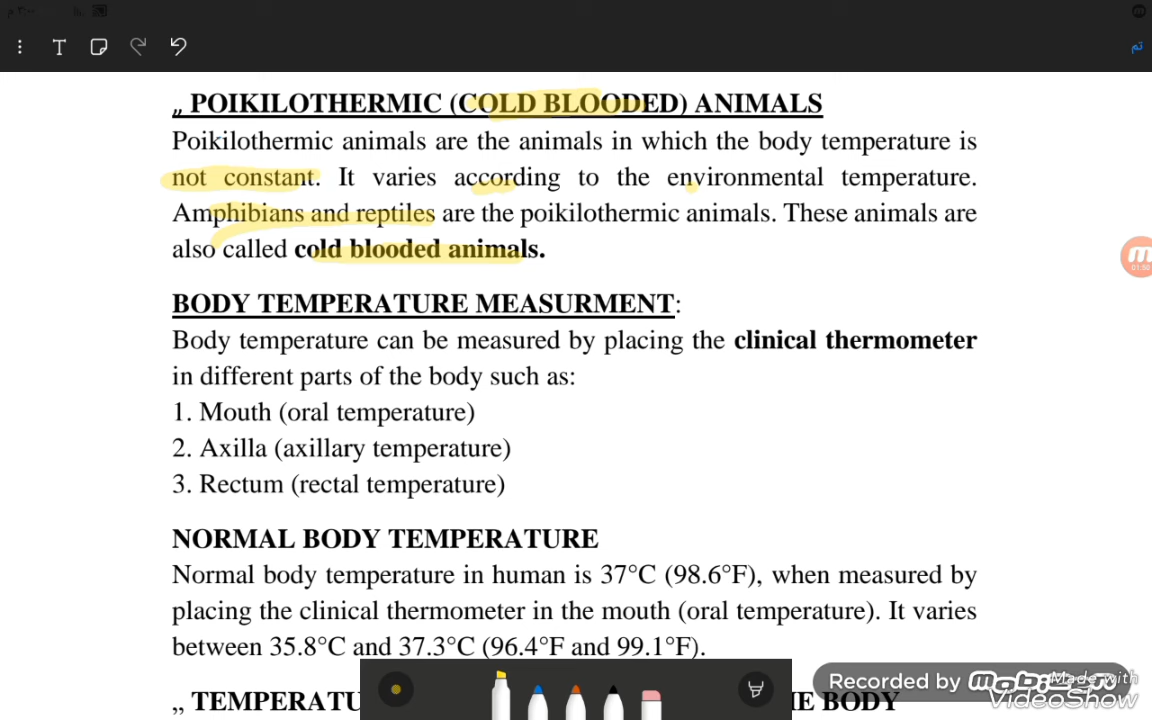 T
تم
01:50
„ POIKILOTHERMIC (COLD BLOODED) ANIMALS
Poikilothermic animals are the animals in which the body temperature is
not constant. It varies according to the environmental temperature.
Amphibians and reptiles are the poikilothermic animals. These animals are
also called cold blooded animals.
BODY TEMPERATURE MEASURMENT:
Body temperature can be measured by placing the clinical thermometer
in different parts of the body such as:
1. Mouth (oral temperature)
2. Axilla (axillary temperature)
3. Rectum (rectal temperature)
NORMAL BODY TEMPERATURE
Normal body temperature in human is 37°C (98.6°F), when measured by
placing the clinical thermometer in the mouth (oral temperature). It varies
between 35.8°C and 37.3°C (96.4°F and 99.1°F).
„ TEMPERATU
E BODY
Recorded by
Made with
VideoShow